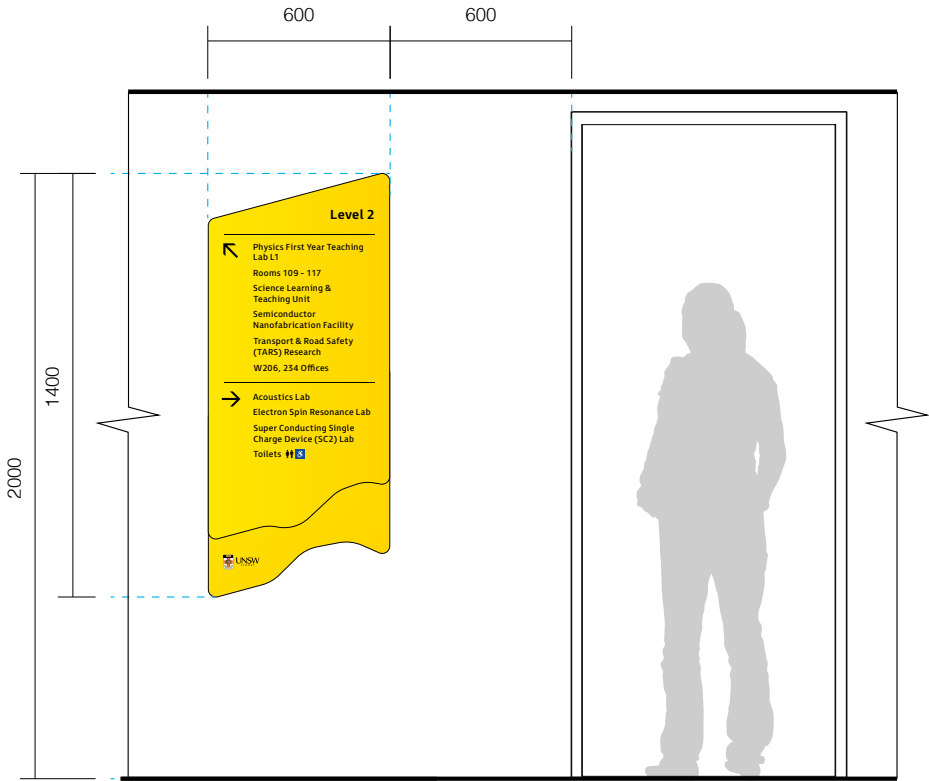 600
600
Level 2
Physics First Year Teaching
Lab L1
Rooms 109 - 117
Science Learning &
Teaching Unit
Semiconductor
Nanofabrication Facility
Transport & Road Safety
(TARS) Research
W206, 234 Offices
Acoustics Lab
Electron Spin Resonance Lab
Super Conducting Single
Charge Device (SC2) Lab
Toilets
UNSW
1400
2000